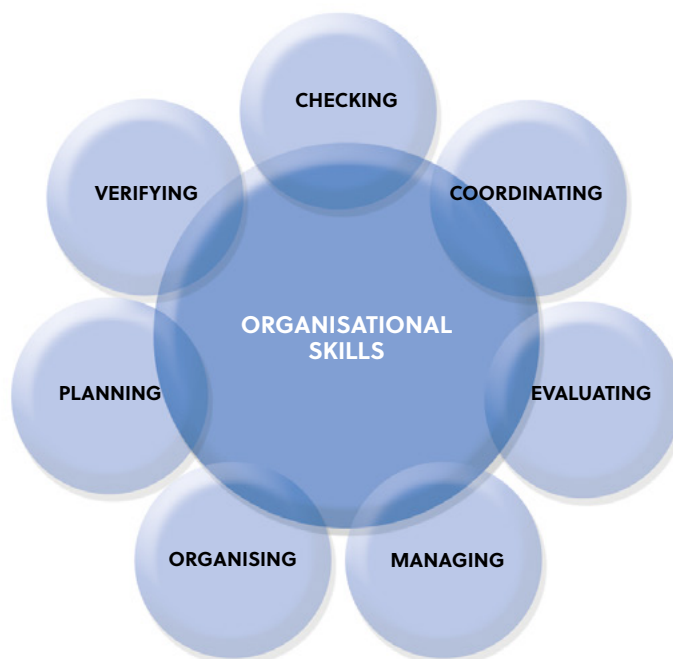 CHECKING
COORDINATING
EVALUATING
MANAGING
ORGANISING
PLANNING
VERIFYING
ORGANISATIONAL
SKILLS